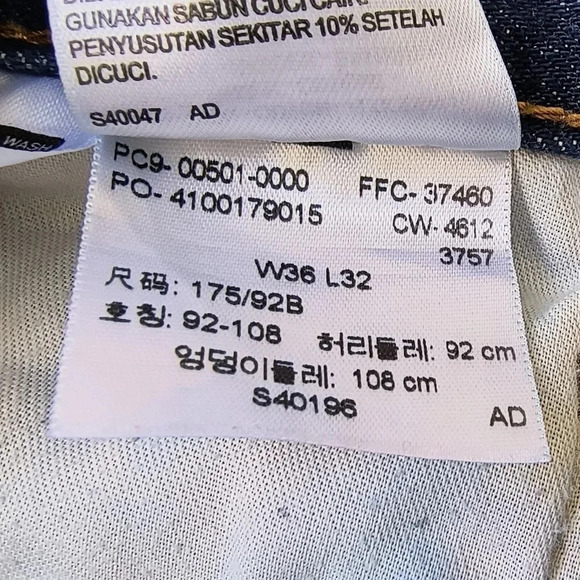 GUNAKAN SABUN CUCI CAIR.
PENYUSUTAN SEKITAR 10% SETELAH
DICUCI.
S40047 AD
WASH
PC9- 00501-0000 FFC- 37460
PO- 4100179015 CW- 4612
3757
W36 L32
尺码: 175/92B
호칭: 92-108 허리둘레: 92 cm
엉덩이둘레: 108 cm
S40196 AD